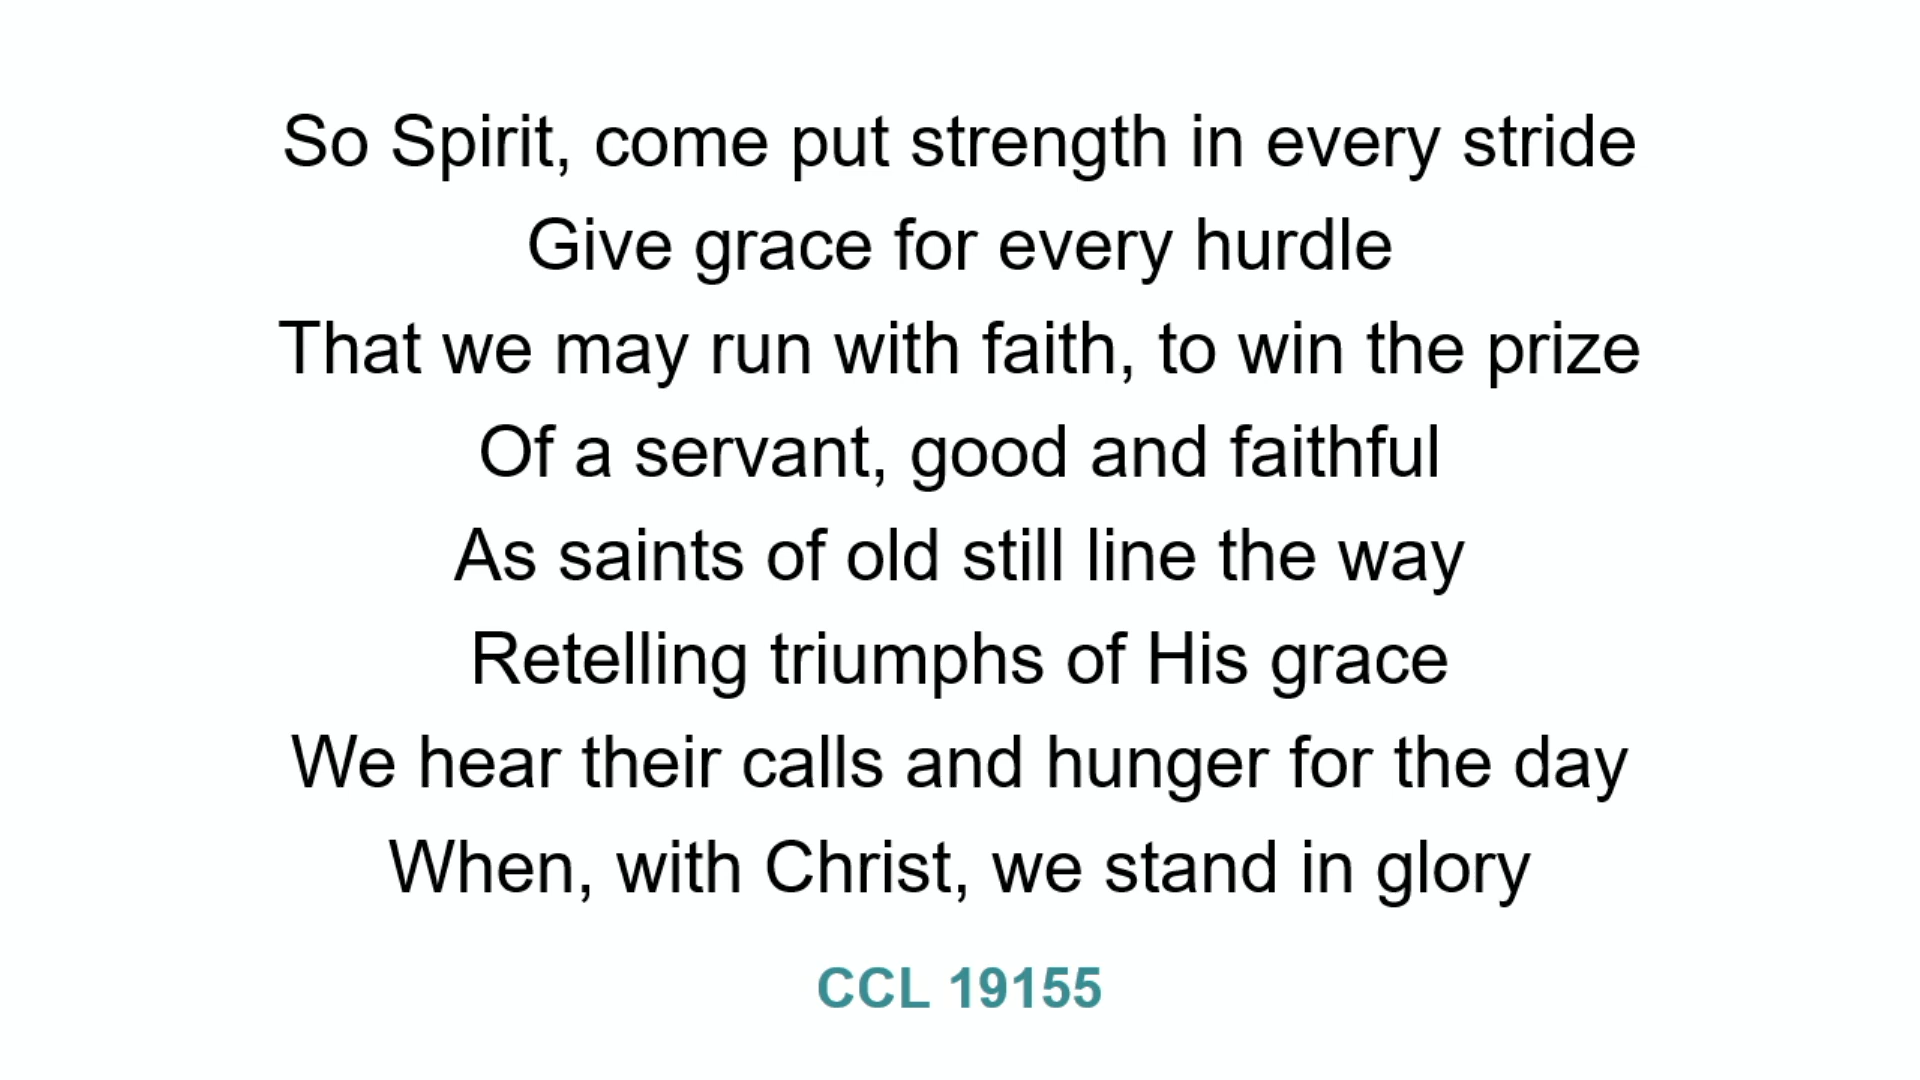 So Spirit, come put strength in every stride
Give grace for every hurdle
That we may run with faith, to win the prize
Of a servant, good and faithful
As saints of old still line the way
Retelling triumphs of His grace
We hear their calls and hunger for the day
When, with Christ, we stand in glory
CCL 19155